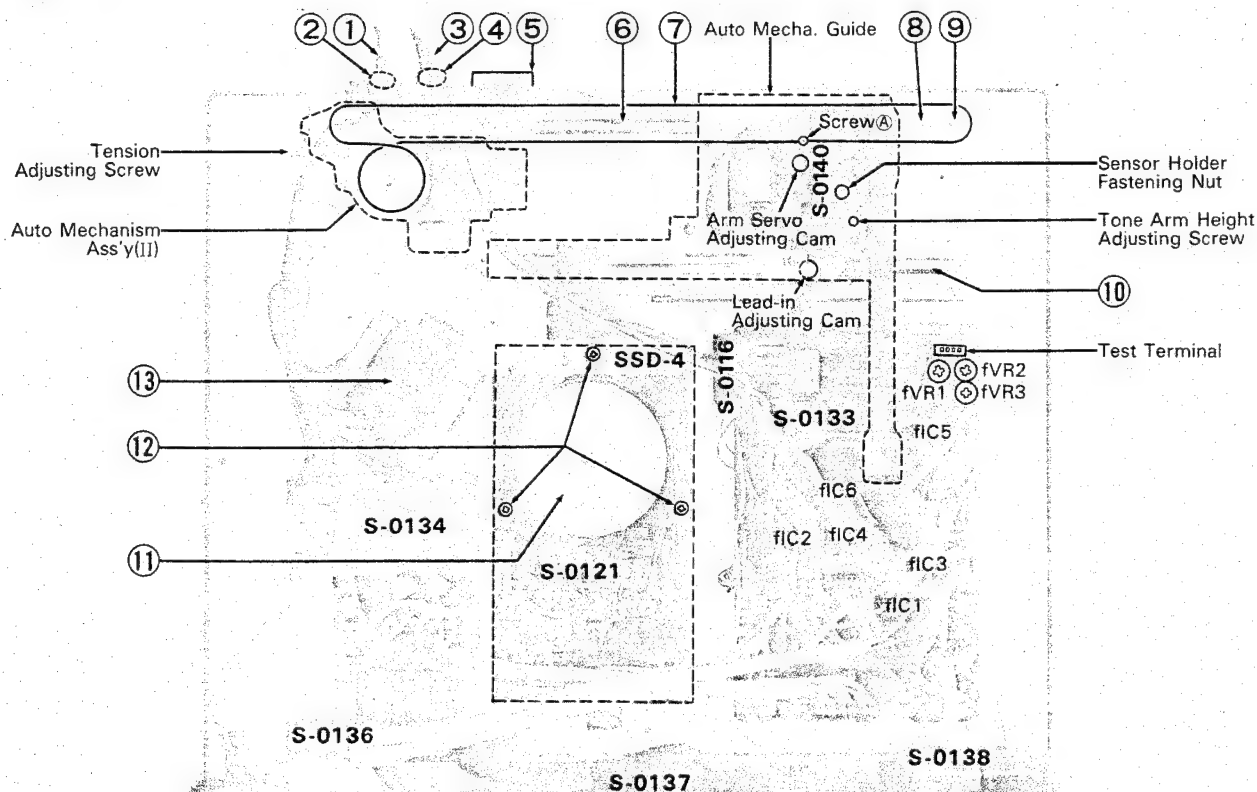 ② ① ③ ④ ⑤ ⑥ ⑦ Auto Mecha. Guide ⑧ ⑨
Screw Ⓐ
Tension
Adjusting Screw
S-0140
Sensor Holder
Fastening Nut
Auto Mechanism
Ass'y(II)
Arm Servo
Adjusting Cam
Tone Arm Height
Adjusting Screw
Lead-in
Adjusting Cam
⑩
S-0116
SSD-4
Test Terminal
⑬
fVR1
fVR2
fVR3
S-0133
fIC5
⑫
fIC6
S-0134
fIC2
fIC4
⑪
S-0121
fIC3
fIC1
S-0136
S-0138
S-0137